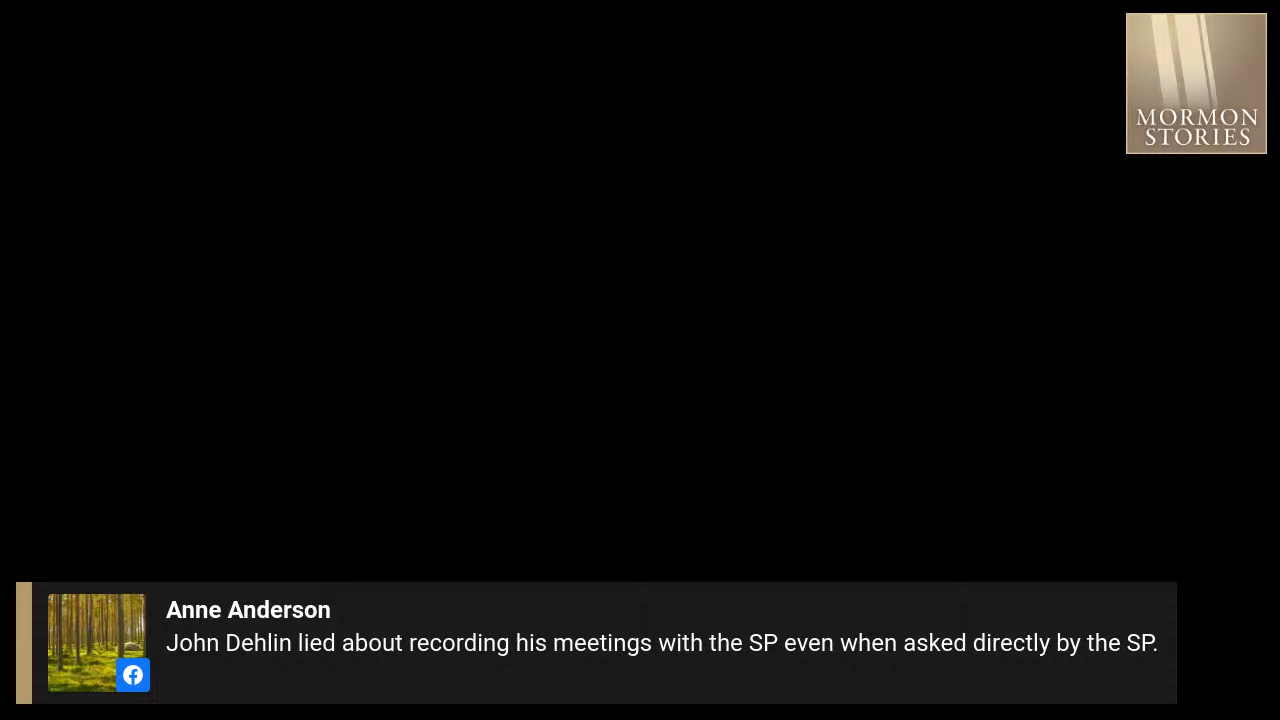 MORMON
STORIES
Anne Anderson
John Dehlin lied about recording his meetings with the SP even when asked directly by the SP.